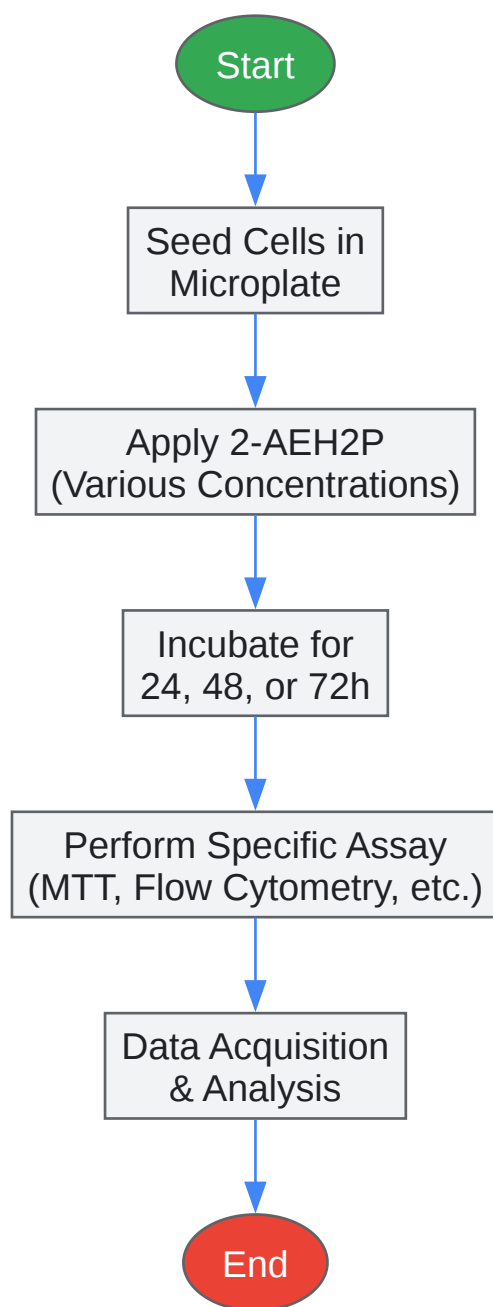 Start
Seed Cells in
Microplate
Apply 2-AEH2P
(Various Concentrations)
Incubate for
24, 48, or 72h
Perform Specific Assay
(MTT, Flow Cytometry, etc.)
Data Acquisition
& Analysis
End